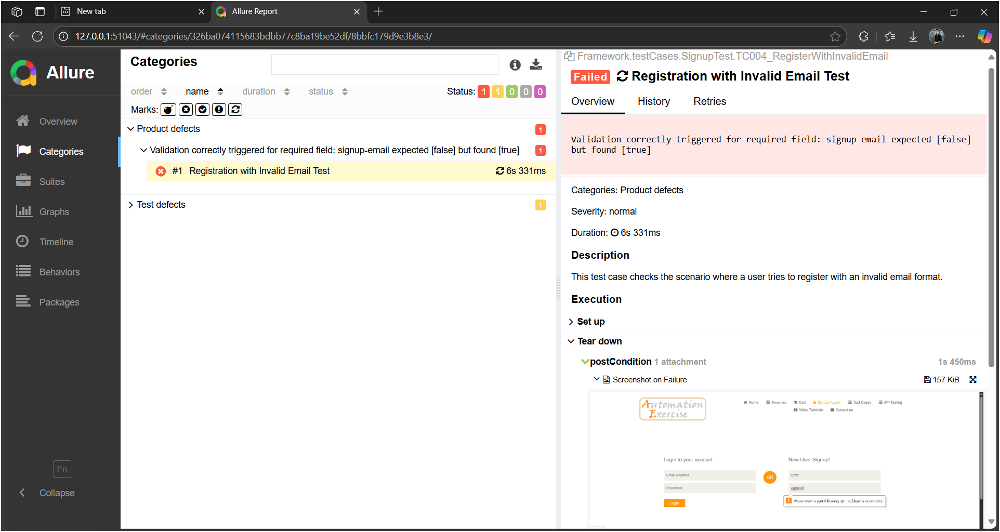 New tab
Allure Report
127.0.0.1:51043/#categories/326ba074115683bdbb77c8ba19be52df/8bbfc179d9e3b8e3/
Allure
Overview
Categories
Suites
Graphs
Timeline
Behaviors
Packages
En
Collapse
Categories
order name duration status Status: 1 1 0 0 0
Marks:
Product defects 1
Validation correctly triggered for required field: signup-email expected [false] but found [true] 1
#1 Registration with Invalid Email Test 6s 331ms
Test defects 1
Framework.testCases.SignupTest.TC004_RegisterWithInvalidEmail
Failed Registration with Invalid Email Test
Overview History Retries
Validation correctly triggered for required field: signup-email expected [false]
but found [true]
Categories: Product defects
Severity: normal
Duration: 6s 331ms
Description
This test case checks the scenario where a user tries to register with an invalid email format.
Execution
Set up
Tear down
postCondition 1 attachment 1s 450ms
Screenshot on Failure 157 KiB
Automation
Exercise
Home Products Cart Signup / Login Test Cases API Testing
Video Tutorials Contact us
Login to your account
Email Address
Password
Login
OR
New User Signup!
Brad
egfak@
Please enter a part following '@'. 'egfak@' is incomplete.